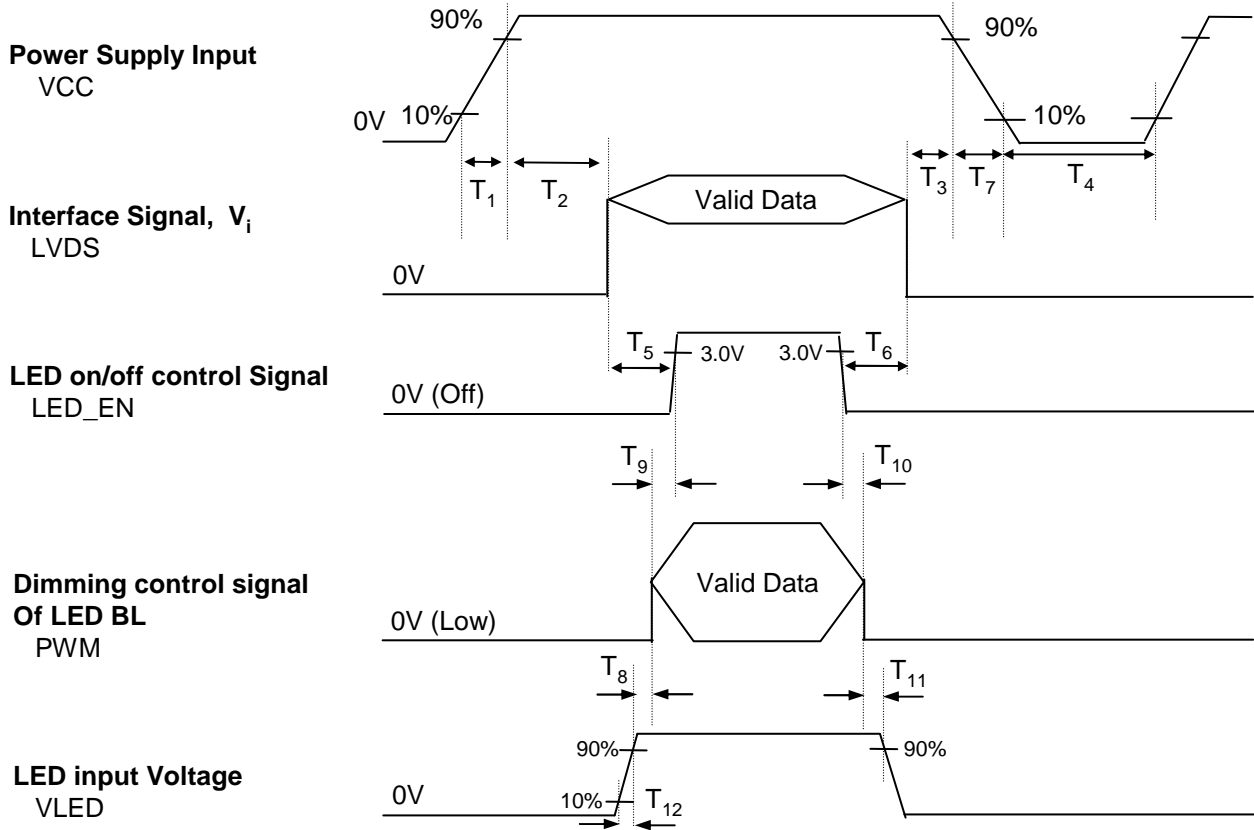 90%
90%
Power Supply Input
VCC
10%
10%
0V
T1
T2
T3
T7
T4
Valid Data
Interface Signal, Vi
LVDS
0V
T5
3.0V
3.0V
T6
LED on/off control Signal
LED_EN
0V (Off)
T9
T10
Dimming control signal
Of LED BL
PWM
Valid Data
0V (Low)
T8
T11
90%
90%
LED input Voltage
VLED
0V
10%
T12